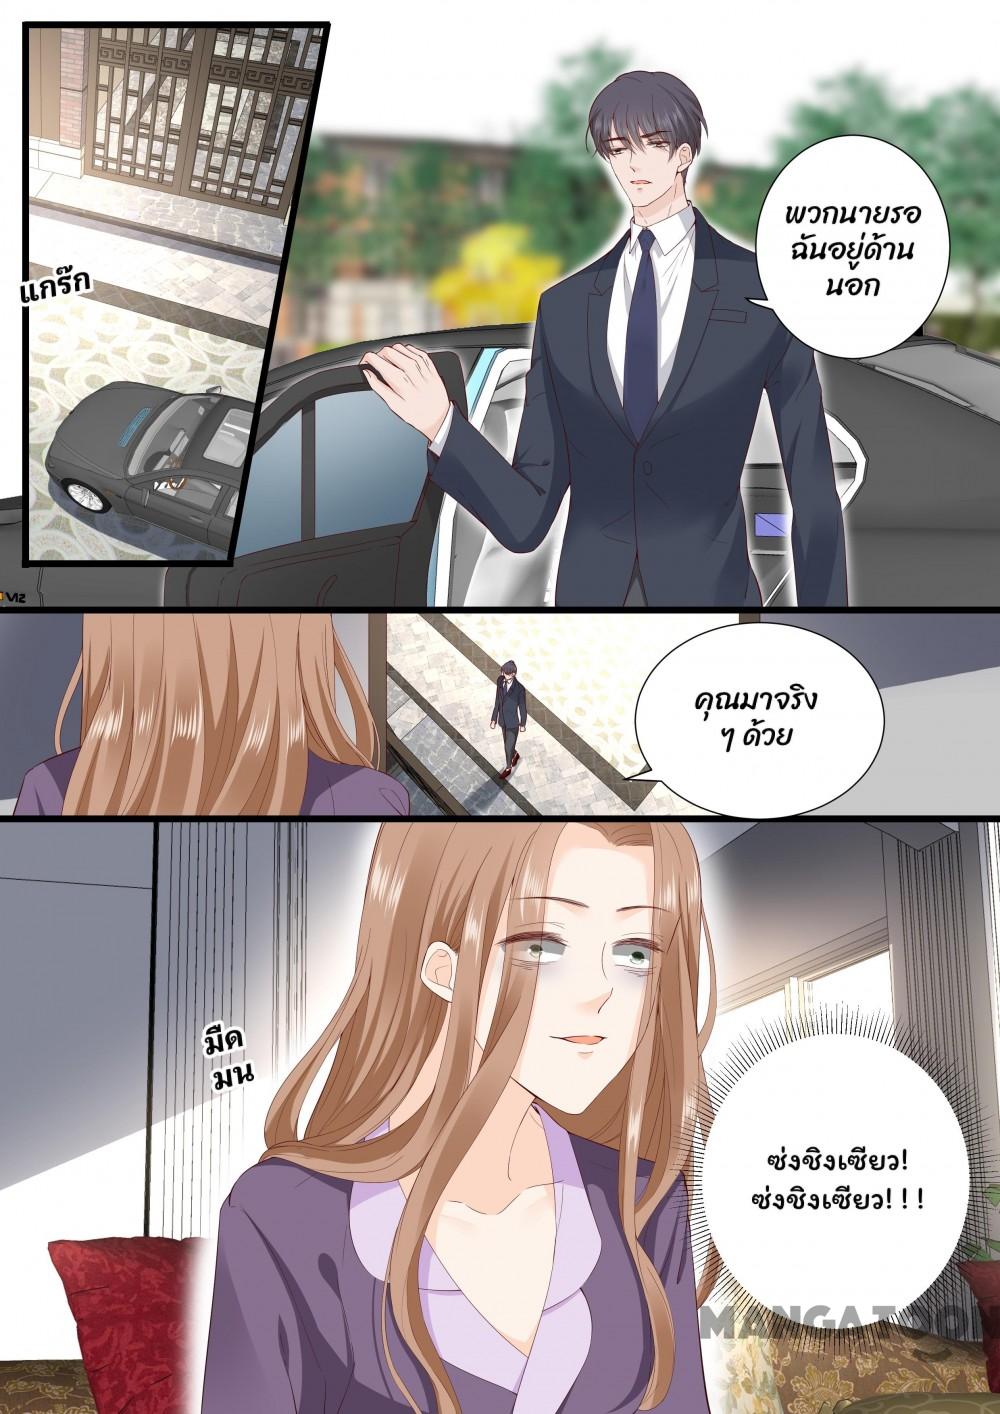 แกร๊ก
พวกนายรอ
ฉันอยู่ด้าน
นอก
V12
คุณมาจริง
ๆ ด้วย
มืด
มน
ซ่งชิงเซียว!
ซ่งชิงเซียว!!!
MANGATOON